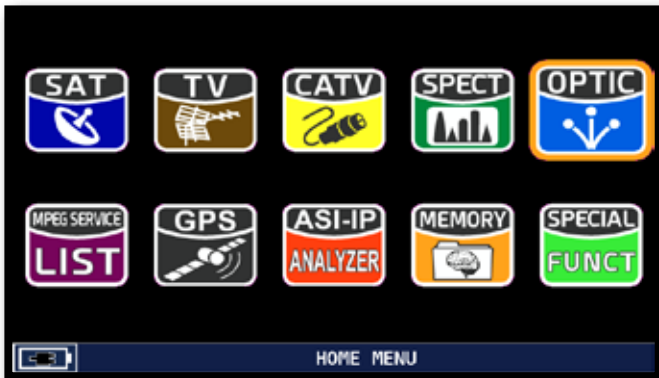 SAT
TV
CATV
SPECT
OPTIC
MPEG SERVICE
LIST
GPS
ASI-IP
ANALYZER
MEMORY
SPECIAL
FUNCT
HOME MENU